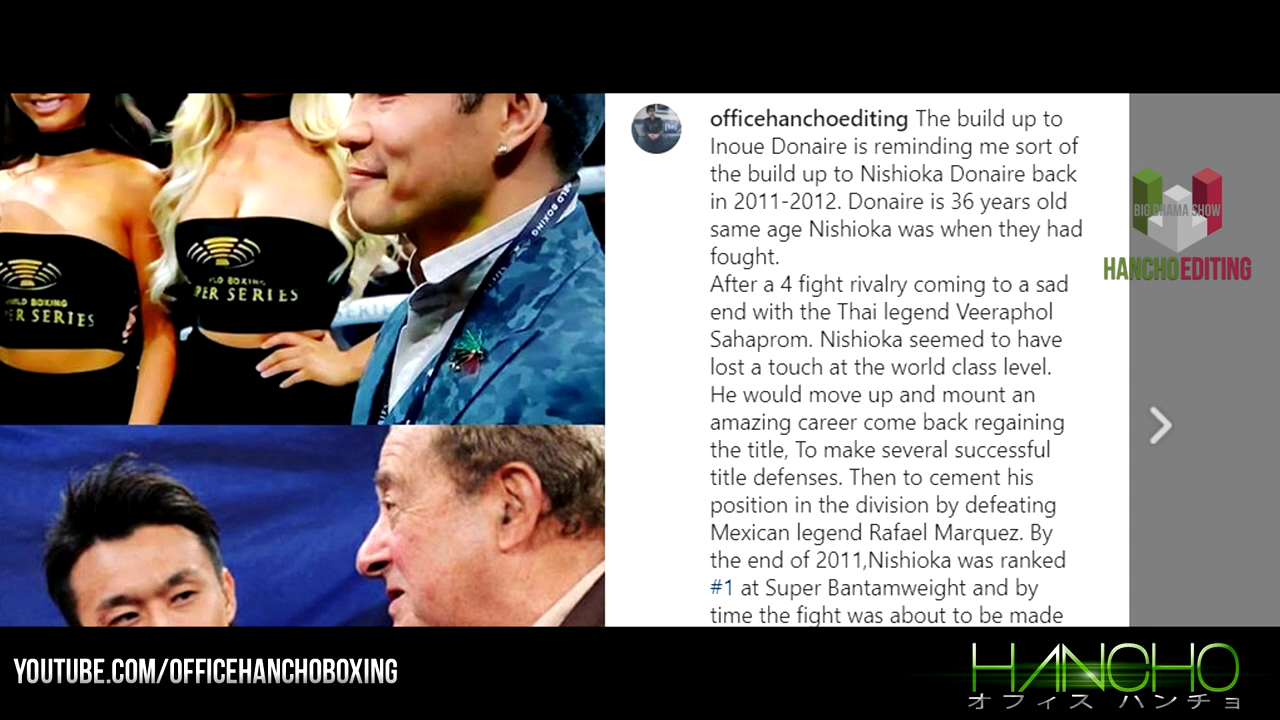 officehanchoediting The build up to
Inoue Donaire is reminding me sort of
the build up to Nishioka Donaire back
in 2011-2012. Donaire is 36 years old
same age Nishioka was when they had
fought.
After a 4 fight rivalry coming to a sad
end with the Thai legend Veeraphol
Sahaprom. Nishioka seemed to have
lost a touch at the world class level.
He would move up and mount an
amazing career come back regaining
the title, To make several successful
title defenses. Then to cement his
position in the division by defeating
Mexican legend Rafael Marquez. By
the end of 2011,Nishioka was ranked
#1 at Super Bantamweight and by
time the fight was about to be made
BIG DRAMA SHOW
HANCHOEDITING
BOXING
SERIES
BOXING
SERIES
BOXING
YOUTUBE.COM/OFFICEHANCHOBOXING
HANCHO
オフィス ハンチョ